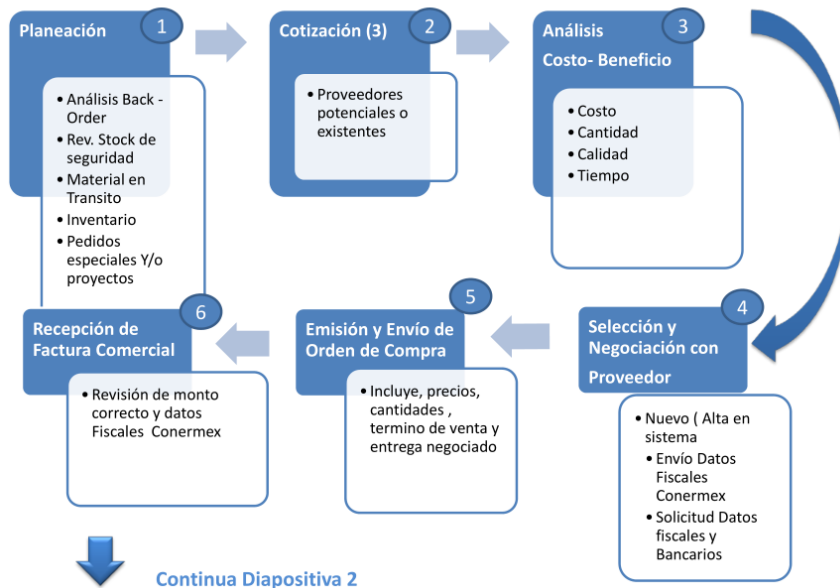 Planeación
1
• Análisis Back -
Order
• Rev. Stock de
seguridad
• Material en
Transito
• Inventario
• Pedidos
especiales Y/o
proyectos
Cotización (3)
2
• Proveedores
potenciales o
existentes
Análisis
Costo- Beneficio
3
• Costo
• Cantidad
• Calidad
• Tiempo
4
Selección y
Negociación con
Proveedor
• Nuevo ( Alta en
sistema
• Envío Datos
Fiscales
Conermex
• Solicitud Datos
fiscales y
Bancarios
5
Emisión y Envío de
Orden de Compra
• Incluye, precios,
cantidades ,
termino de venta y
entrega negociado
6
Recepción de
Factura Comercial
• Revisión de monto
correcto y datos
Fiscales Conermex
Continua Diapositiva 2